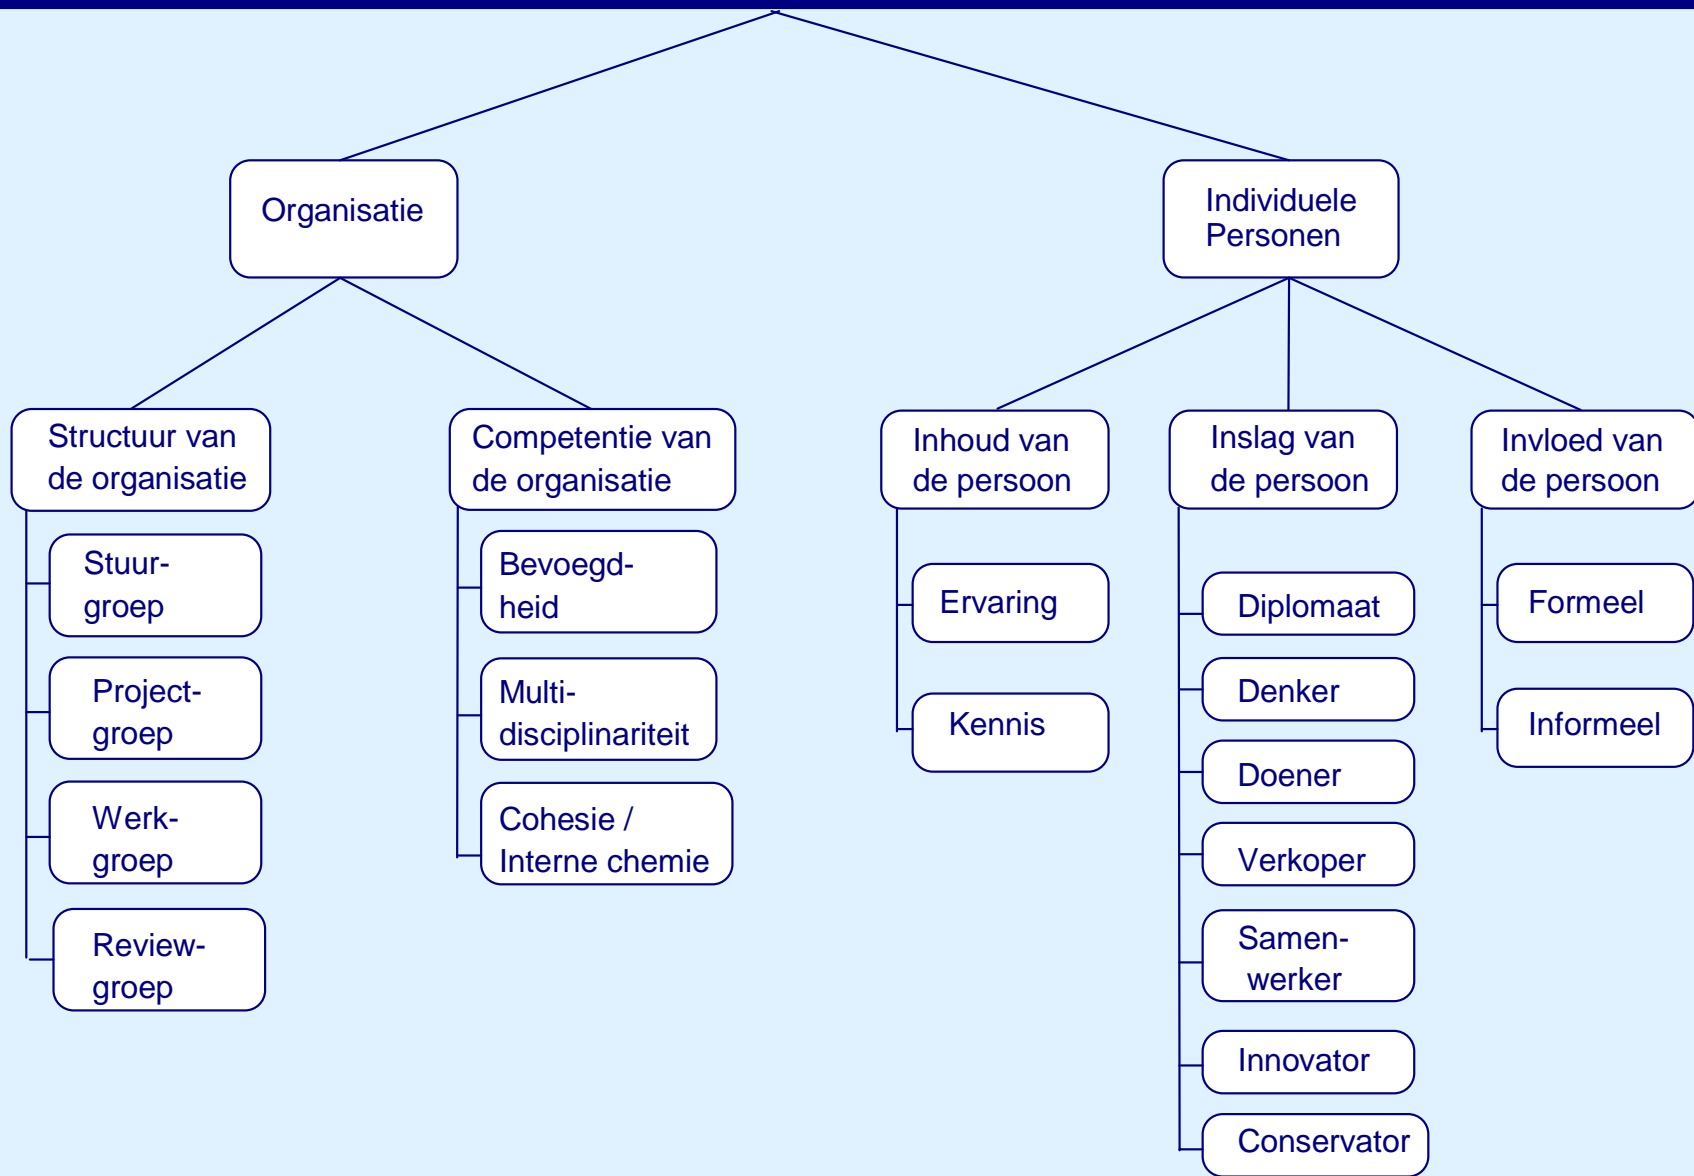 Organisatie
Individuele
Personen
Structuur van
de organisatie
Stuur-
groep
Project-
groep
Werk-
groep
Review-
groep
Competentie van
de organisatie
Bevoegd-
heid
Multi-
disciplinariteit
Cohesie /
Interne chemie
Inhoud van
de persoon
Ervaring
Kennis
Inslag van
de persoon
Diplomaat
Denker
Doener
Verkoper
Samen-
werker
Innovator
Conservator
Invloed van
de persoon
Formeel
Informeel